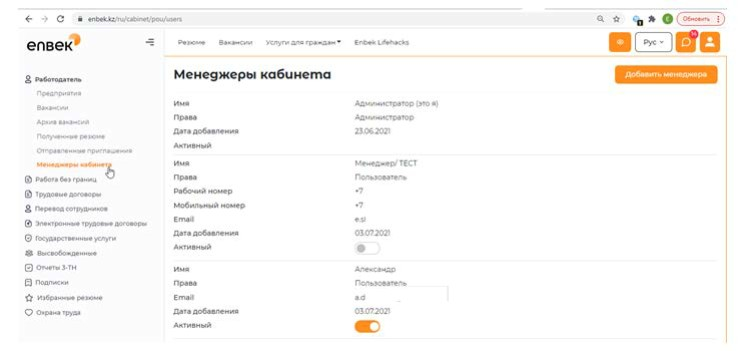 enbek.kz/ru/cabinet/pou/users
Обновить
enbek
Резюме Вакансии Услуги для граждан Enbek Lifehacks
Рус
Работодатель
Предприятия
Вакансии
Архив вакансий
Полученные резюме
Отправленные приглашения
Менеджеры кабинета
Работа без границ
Трудовые договоры
Перевод сотрудников
Электронные трудовые договоры
Государственные услуги
Высвобожденные
Отчеты 3-ТН
Подписки
Избранные резюме
Охрана труда
Менеджеры кабинета
Добавить менеджера
Имя Администратор (это я)
Права Администратор
Дата добавления 23.06.2021
Активный
Имя Менеджер/ТЕСТ
Права Пользователь
Рабочий номер +7
Мобильный номер +7
Email e.si
Дата добавления 03.07.2021
Активный
Имя Александр
Права Пользователь
Email a.d
Дата добавления 03.07.2021
Активный